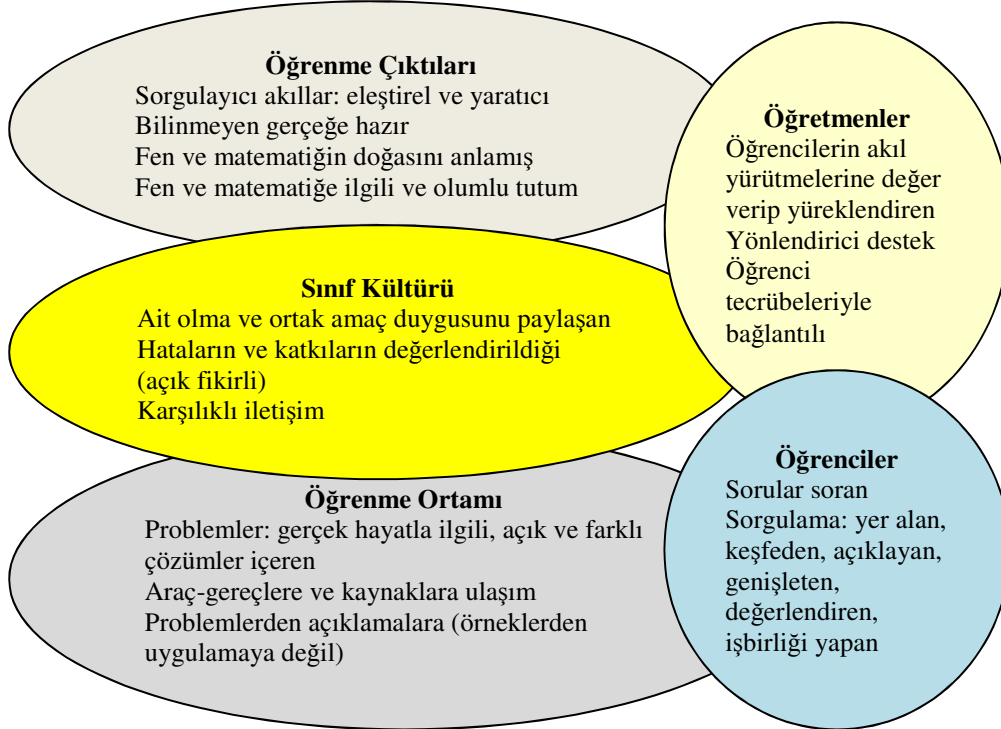 Öğrenme Çıktıları
Sorgulayıcı akıllar: eleştirel ve yaratıcı
Bilinmeyen gerçeğe hazır
Fen ve matematiğin doğasını anlamış
Fen ve matematiğe ilgili ve olumlu tutum
Öğretmenler
Öğrencilerin akıl
yürütmelerine değer
verip yüreklendiren
Yönlendirici destek
Öğrenci
tecrübeleriyle
bağlantılı
Sınıf Kültürü
Ait olma ve ortak amaç duygusunu paylaşan
Hataların ve katkıların değerlendirildiği
(açık fikirli)
Karşılıklı iletişim
Öğrenciler
Sorular soran
Sorgulama: yer alan,
keşfeden, açıklayan,
genişleten,
değerlendiren,
işbirliği yapan
Öğrenme Ortamı
Problemler: gerçek hayatla ilgili, açık ve farklı
çözümler içeren
Araç-gereçlere ve kaynaklara ulaşım
Problemlerden açıklamalara (örneklerden
uygulamaya değil)